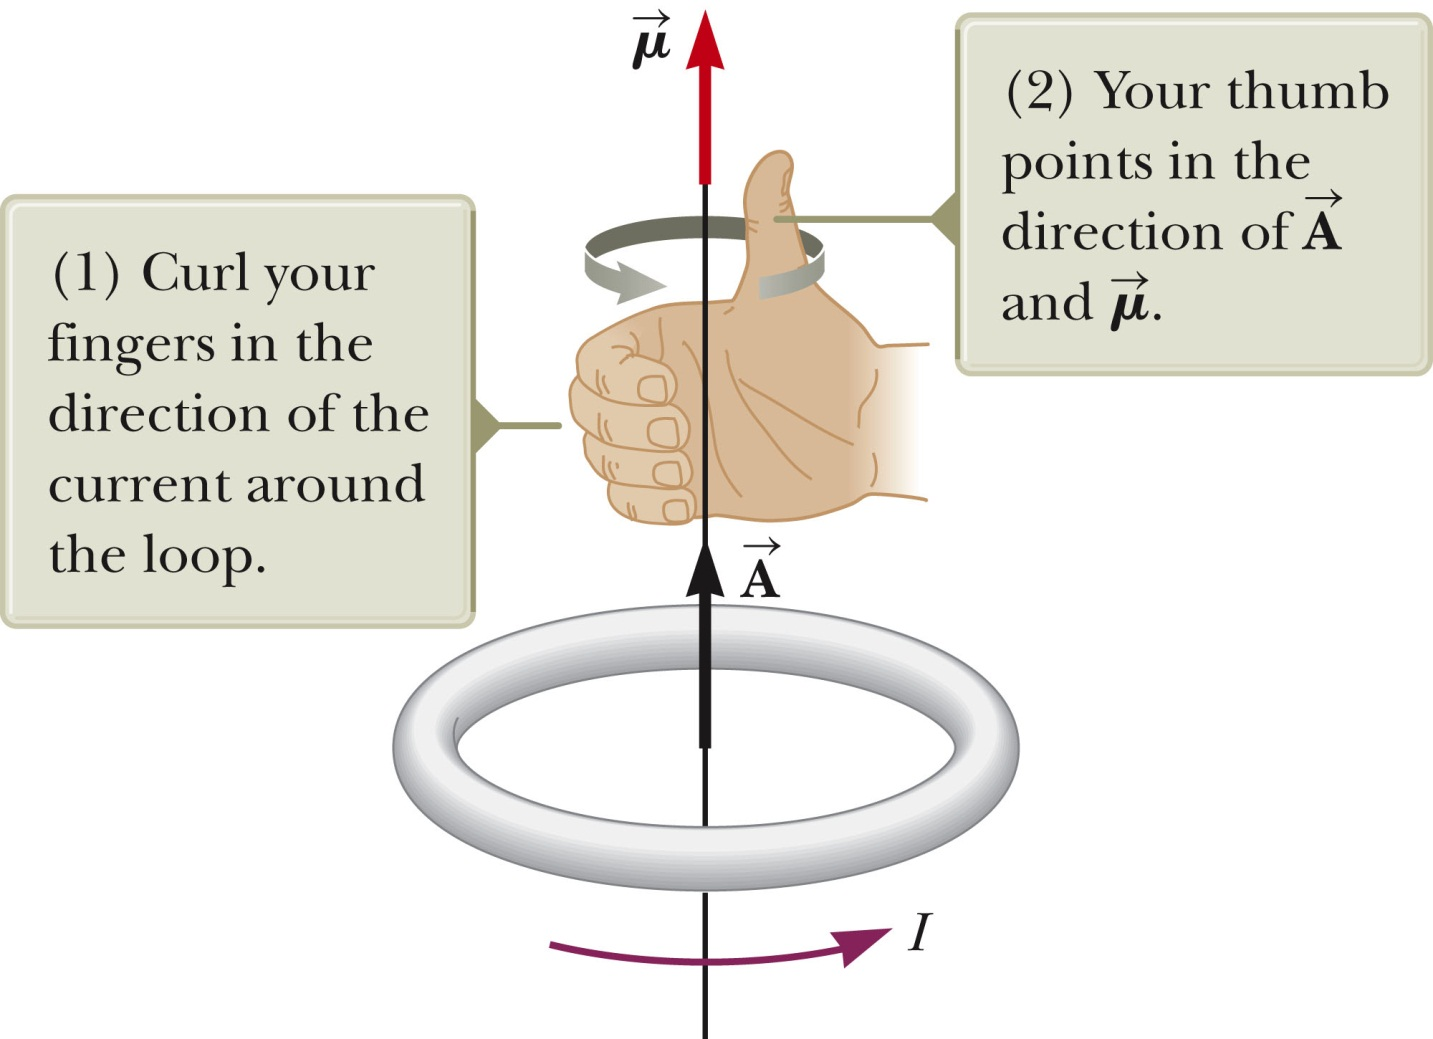 μ⃗
(2) Your thumb
points in the
direction of A⃗
and μ⃗.
(1) Curl your
fingers in the
direction of the
current around
the loop.
A⃗
I